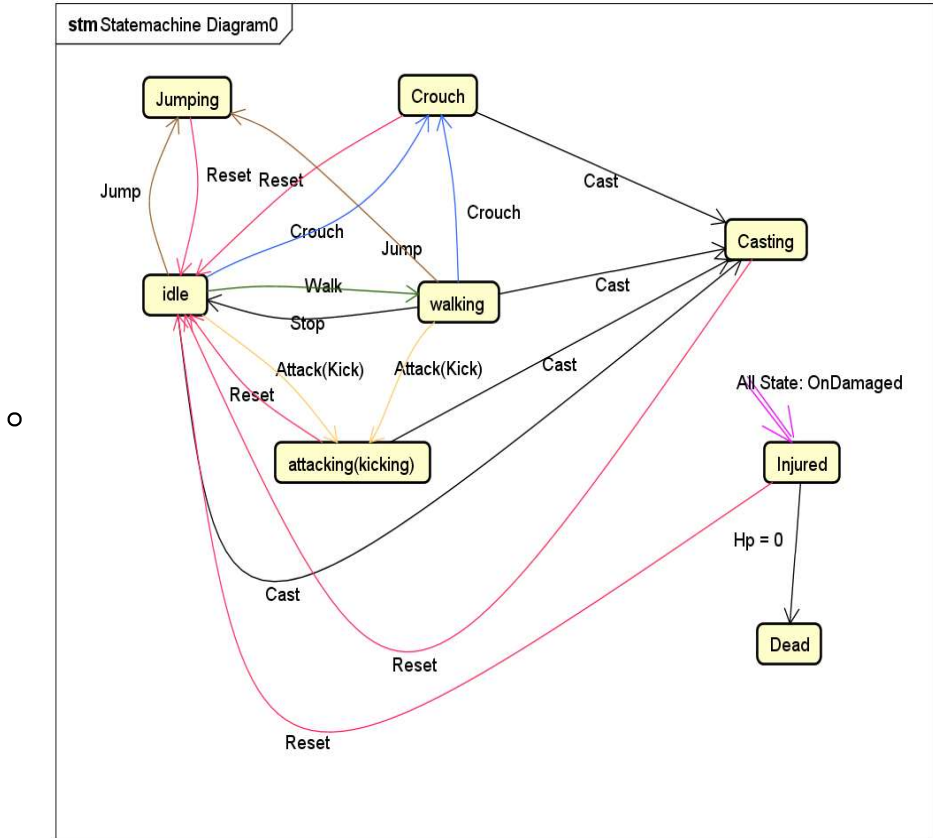 stm Statemachine Diagram0
Jumping
Crouch
Reset
Reset
Cast
Jump
Crouch
Crouch
Jump
Casting
idle
Walk
walking
Cast
Stop
Attack(Kick)
Attack(Kick)
Cast
Reset
All State: OnDamaged
attacking(kicking)
Injured
Hp = 0
Cast
Dead
Reset
Reset